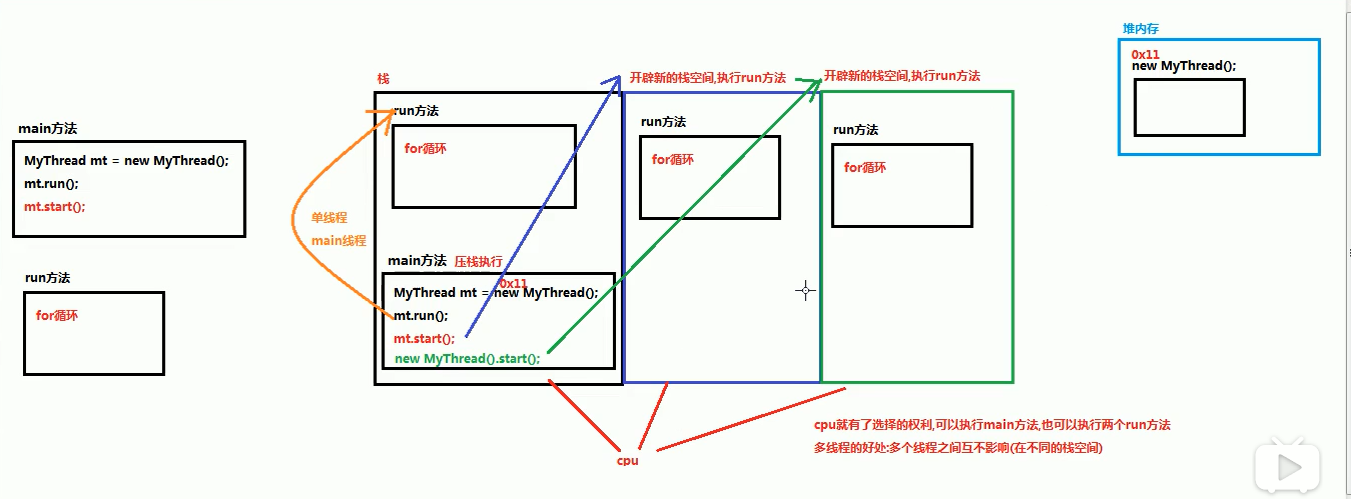 main方法
MyThread mt = new MyThread();
mt.run();
mt.start();
run方法
for循环
单线程
main线程
栈
run方法
for循环
main方法 压栈执行
0x11
MyThread mt = new MyThread();
mt.run();
mt.start();
new MyThread().start();
开辟新的栈空间,执行run方法
run方法
for循环
开辟新的栈空间,执行run方法
run方法
for循环
堆内存
0x11
new MyThread();
cpu
cpu就有了选择的权利,可以执行main方法,也可以执行两个run方法
多线程的好处:多个线程之间互不影响(在不同的栈空间)